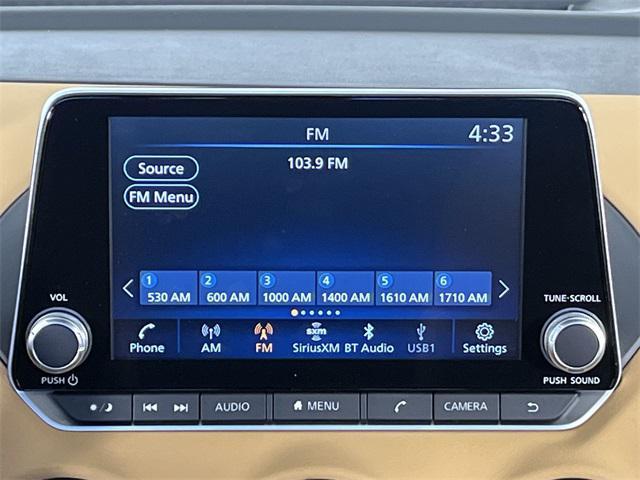 FM 4:33
103.9 FM
Source
FM Menu
1 2 3 4 5 6
530 AM 600 AM 1000 AM 1400 AM 1610 AM 1710 AM
VOL TUNE·SCROLL
sxm
Phone AM FM SiriusXM BT Audio USB1 Settings
PUSH PUSH SOUND
AUDIO MENU CAMERA